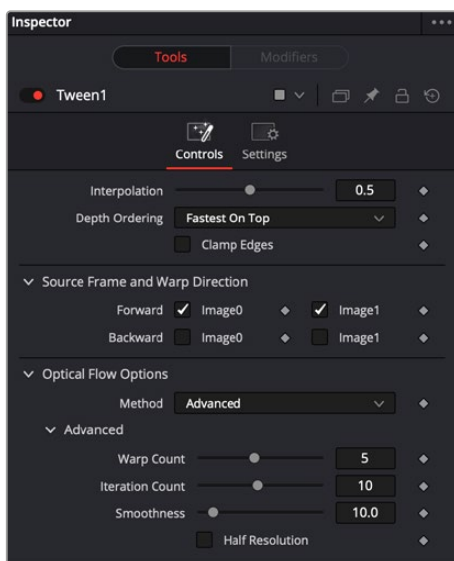 Inspector
Tools Modifiers
Tween1
Controls Settings
Interpolation 0.5
Depth Ordering Fastest On Top
Clamp Edges
Source Frame and Warp Direction
Forward Image0 Image1
Backward Image0 Image1
Optical Flow Options
Method Advanced
Advanced
Warp Count 5
Iteration Count 10
Smoothness 10.0
Half Resolution